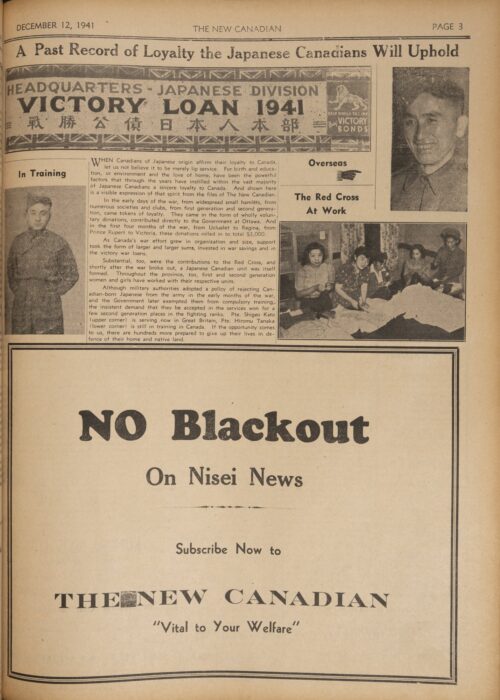 DECEMBER 12, 1941 THE NEW CANADIAN PAGE 3
A Past Record of Loyalty the Japanese Canadians Will Uphold
HEADQUARTERS - JAPANESE DIVISION
VICTORY LOAN 1941
戰勝公債日本人本部
VICTORY
BONDS
In Training
WHEN Canadians of Japanese origin affirm their loyalty to Canada,
let us not believe it to be merely lip service. For birth and educa-
tion, or environment and the love of home, have been the powerful
factors that through the years have instilled within the vast majority
of Japanese Canadians a sincere loyalty to Canada. And shown here
is a visible expression of that spirit from the files of The New Canadian.
In the early days of the war, from widespread small hamlets, from
numerous societies and clubs, from first generation and second genera-
tion, came tokens of loyalty. They came in the form of wholly volun-
tary donations, contributed directly to the Government at Ottawa. And
in the first four months of the war, from Ucluelet to Regina, from
Prince Rupert to Victoria, these donations rolled in to total $3,000.
As Canada's war effort grew in organization and size, support
took the form of larger and larger sums, invested in war savings and in
the victory war loans.
Substantial, too, were the contributions to the Red Cross, and
shortly after the war broke out, a Japanese Canadian unit was itself
formed. Throughout the province, too, first and second generation
women and girls have worked with their respective units.
Although military authorities adopted a policy of rejecting Can-
adian-born Japanese from the army in the early months of the war,
and the Government later exempted them from compulsory training,
the insistent demand that they be accepted in the services won for a
few second generation places in the fighting ranks. Pte. Shigeo Kato
(upper corner) is serving now in Great Britain, Pte. Hiromu Tanaka
(lower corner) is still in training in Canada. If the opportunity comes
to us, there are hundreds more prepared to give up their lives in de-
fence of their home and native land.
Overseas
The Red Cross
At Work
NO Blackout
On Nisei News
Subscribe Now to
THE NEW CANADIAN
"Vital to Your Welfare"